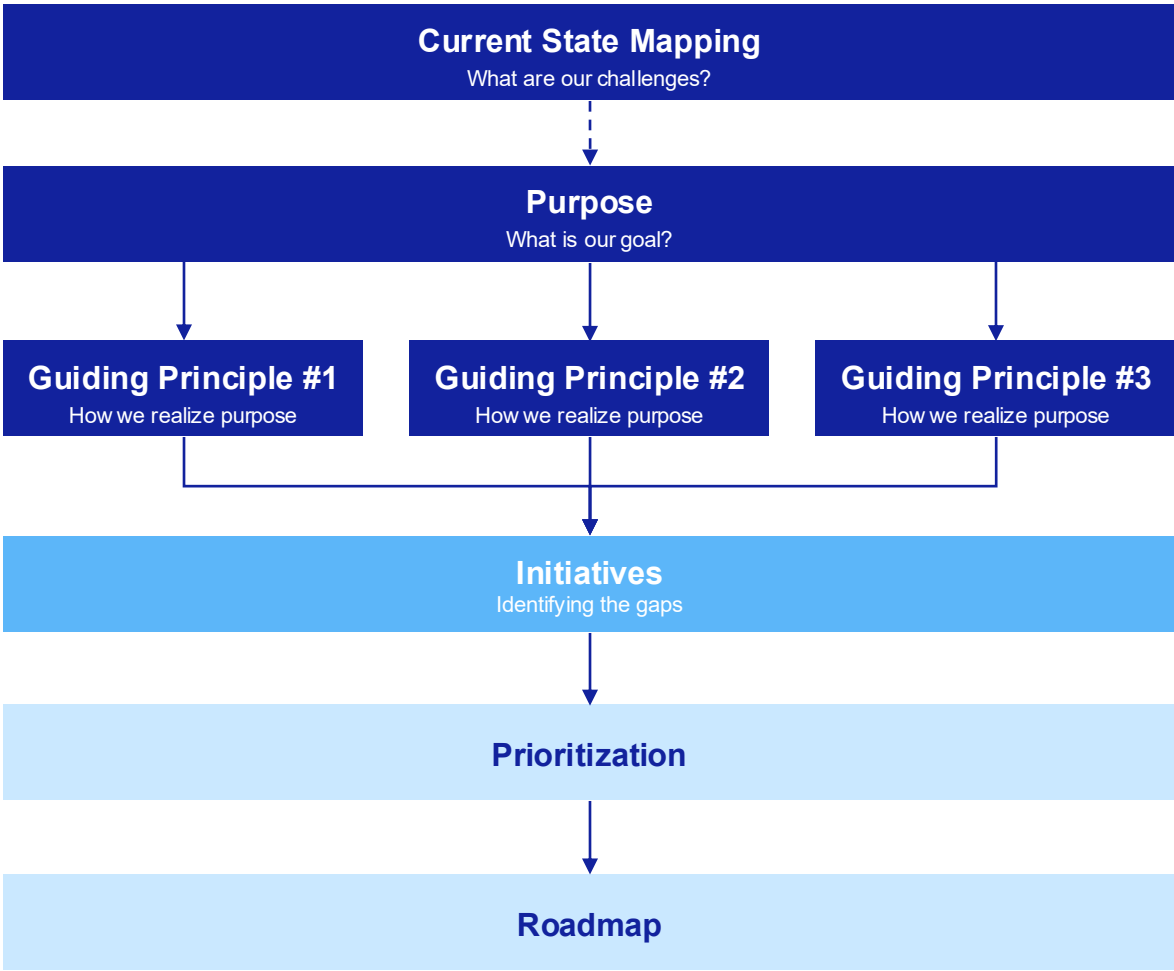 Current State Mapping
What are our challenges?
Purpose
What is our goal?
Guiding Principle #1
How we realize purpose
Guiding Principle #2
How we realize purpose
Guiding Principle #3
How we realize purpose
Initiatives
Identifying the gaps
Prioritization
Roadmap